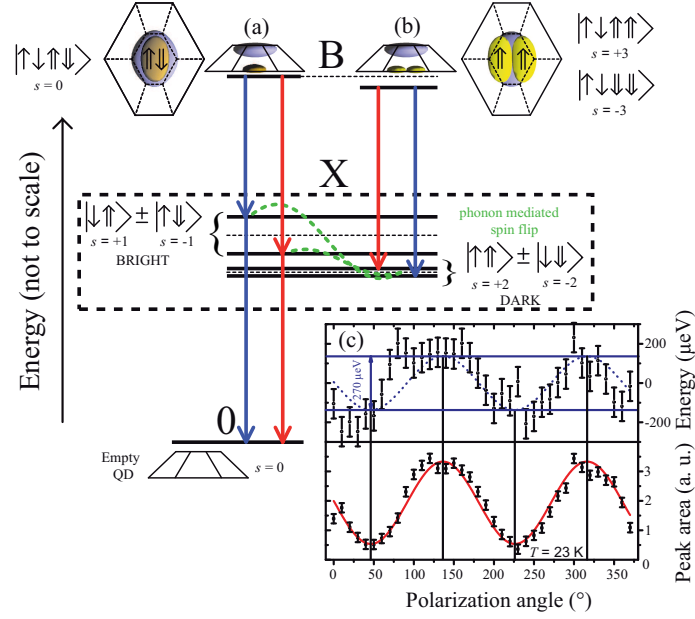 (a)
(b)
B
|↑↓⇑⇓⟩
s = 0
|↑↓⇑⇑⟩
s = +3
|↑↓⇓⇓⟩
s = -3
⇑⇓
⇑ ⇑
Energy (not to scale)
X
|↓⇑⟩ ± |↑⇓⟩
s = +1 s = -1
BRIGHT
phonon mediated
spin flip
|↑⇑⟩ ± |↓⇓⟩
s = +2 s = -2
DARK
0
Empty
QD
s = 0
(c)
270 µeV
200
0
-200
Energy (µeV)
3
2
1
0
Peak area (a. u.)
T = 23 K
0 50 100 150 200 250 300 350
Polarization angle (°)